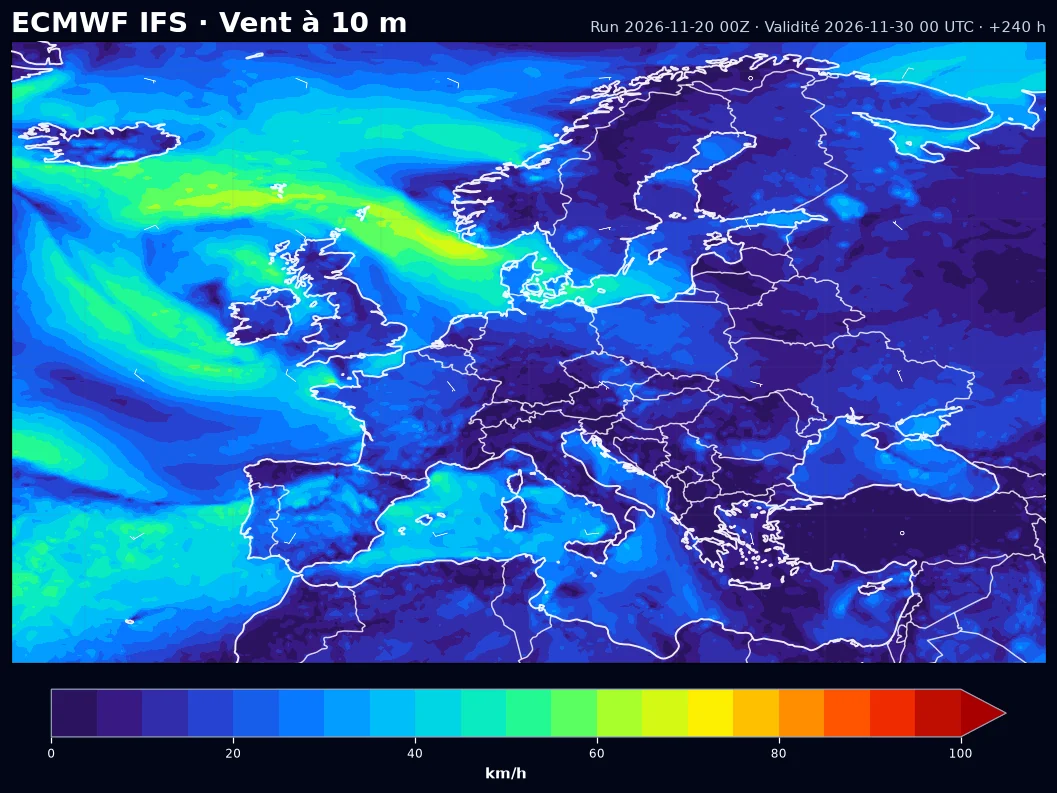 ECMWF IFS · Vent à 10 m
Run 2026-11-20 00Z · Validité 2026-11-30 00 UTC · +240 h
0 20 40 60 80 100
km/h